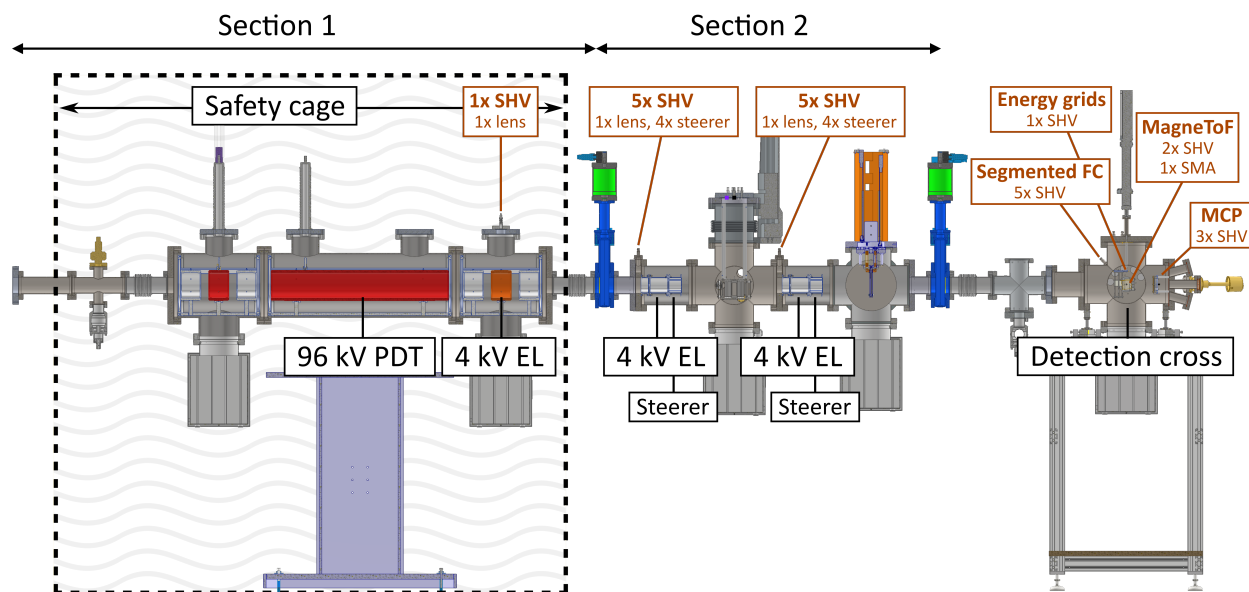 Section 1
Section 2
Safety cage
1x SHV
1x lens
5x SHV
1x lens, 4x steerer
5x SHV
1x lens, 4x steerer
Energy grids
1x SHV
MagneToF
2x SHV
1x SMA
Segmented FC
5x SHV
MCP
3x SHV
96 kV PDT
4 kV EL
4 kV EL
Steerer
4 kV EL
Steerer
Detection cross